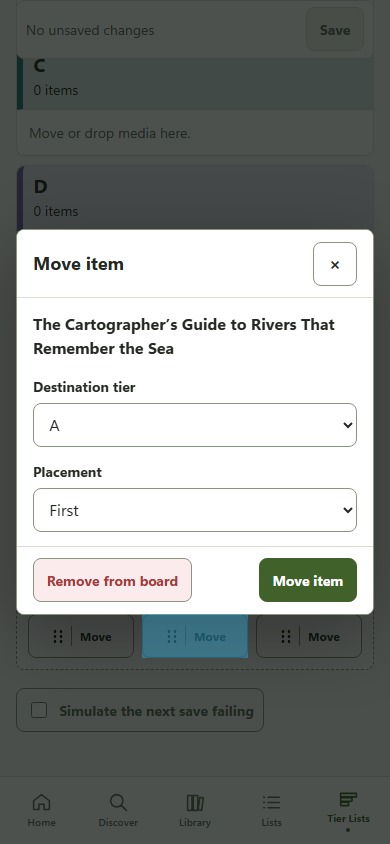 No unsaved changes
Save
C
0 items
Move or drop media here.
D
0 items
Move item
×
The Cartographer’s Guide to Rivers That
Remember the Sea
Destination tier
A
Placement
First
Remove from board
Move item
Move
Move
Move
Simulate the next save failing
Home
Discover
Library
Lists
Tier Lists